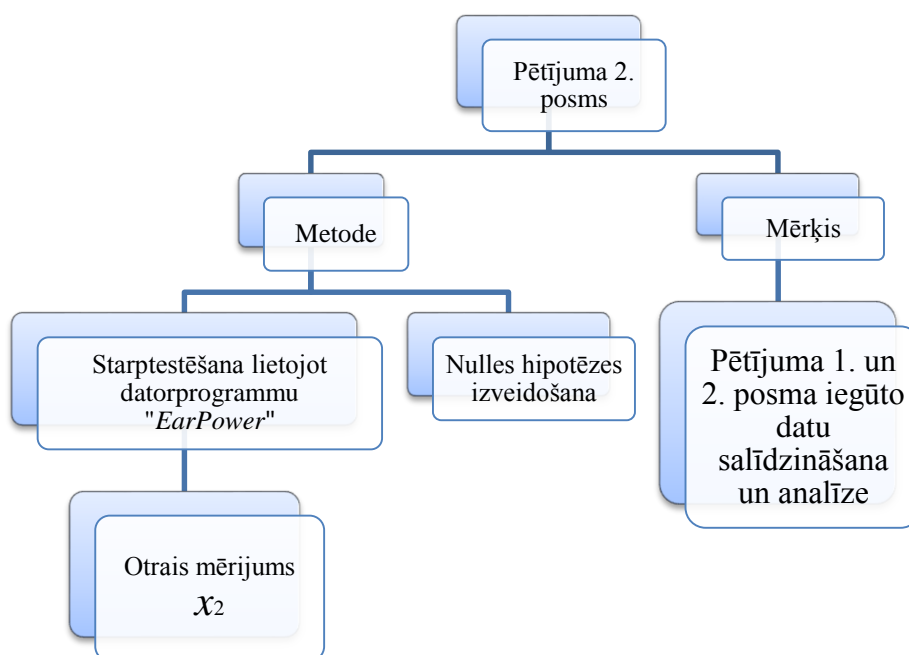 Pētījuma 2.
posms
Metode
Mērķis
Starptestēšana lietojot
datorprogrammu
"EarPower"
Nulles hipotēzes
izveidošana
Pētījuma 1. un
2. posma iegūto
datu
salīdzināšana
un analīze
Otrais mērijums
x2